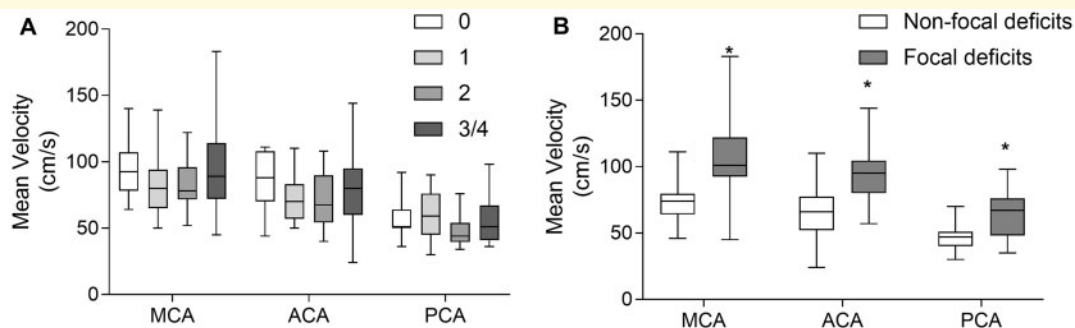 A
Mean Velocity
(cm/s)
200
150
100
50
0
MCA
ACA
PCA
0
1
2
3/4
B
Mean Velocity
(cm/s)
200
150
100
50
0
MCA
ACA
PCA
Non-focal deficits
Focal deficits
*
*
*